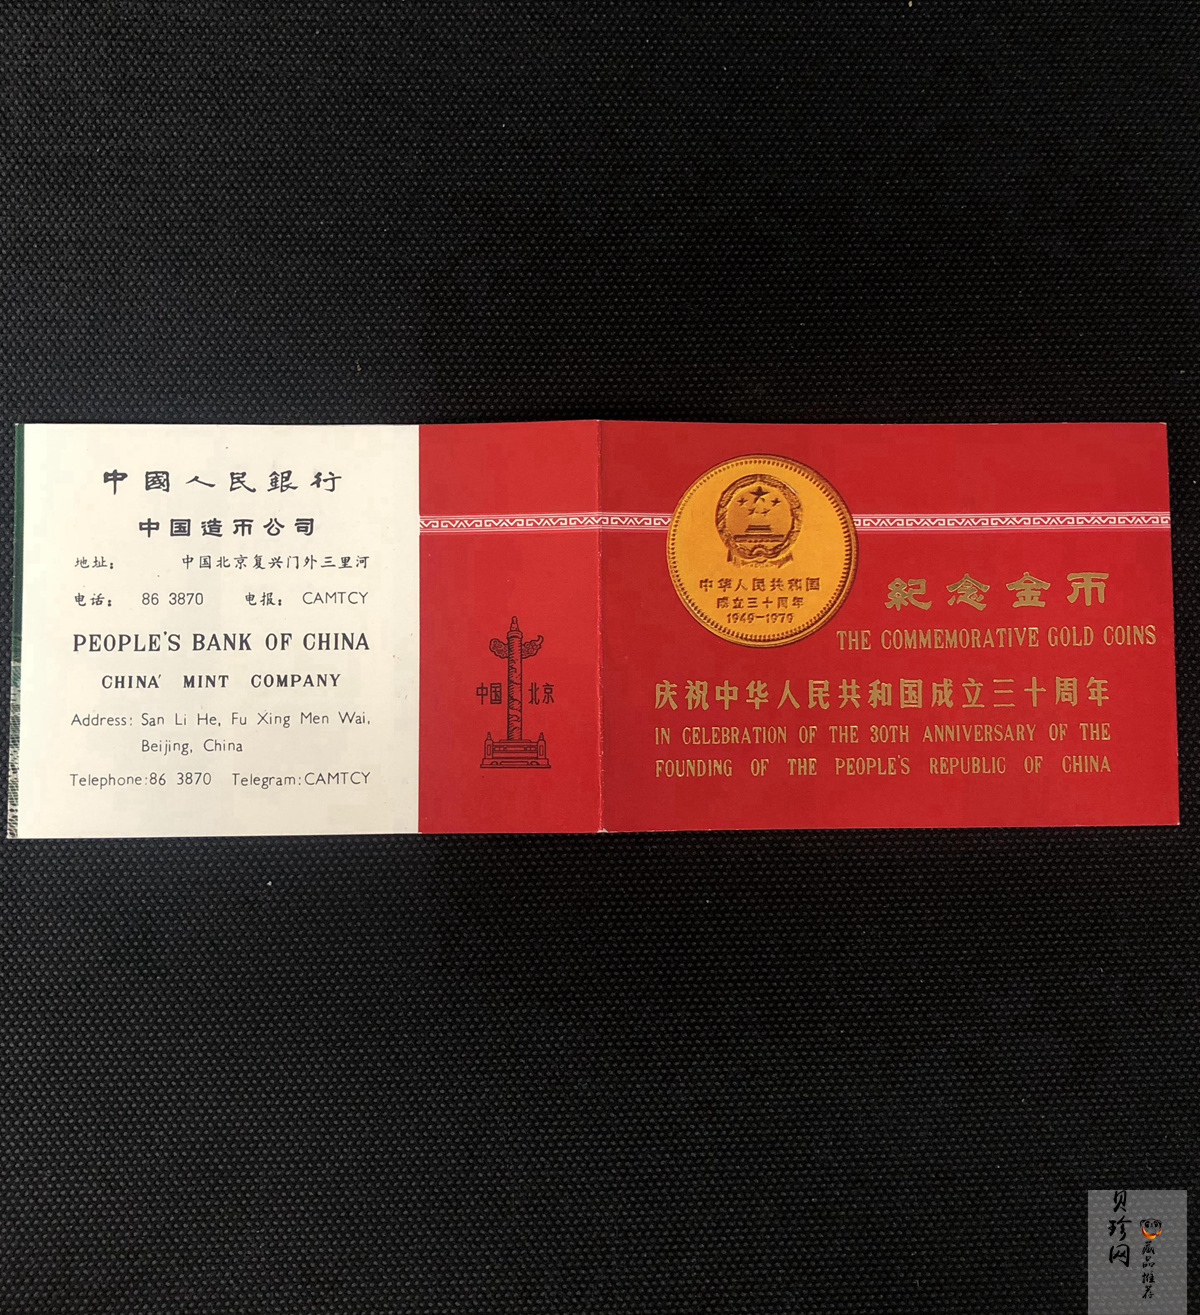 中國人民銀行
中国造币公司
地址： 中国北京复兴门外三里河
电话： 86 3870 电报： CAMTCY
PEOPLE'S BANK OF CHINA
CHINA' MINT COMPANY
Address: San Li He, Fu Xing Men Wai,
Beijing, China
Telephone:86 3870 Telegram:CAMTCY
中国 北京
中华人民共和国
成立三十周年
1949—1979
紀念金币
THE COMMEMORATIVE GOLD COINS
庆祝中华人民共和国成立三十周年
IN CELEBRATION OF THE 30TH ANNIVERSARY OF THE
FOUNDING OF THE PEOPLE'S REPUBLIC OF CHINA
贝珍网
藏品推荐